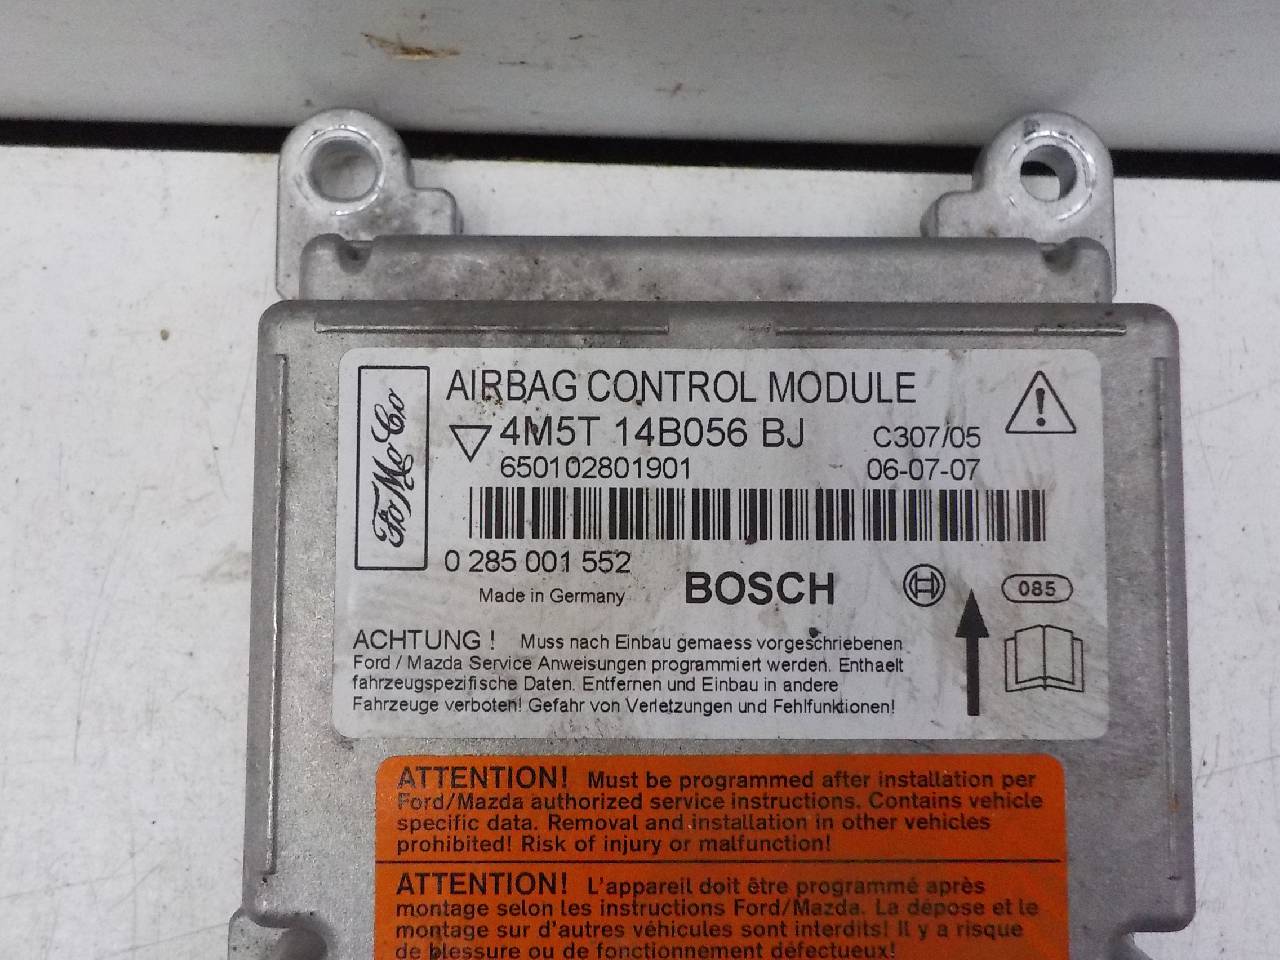 FoMoCo
AIRBAG CONTROL MODULE
4M5T 14B056 BJ
C307/05
650102801901
06-07-07
0 285 001 552
Made in Germany
BOSCH
085
ACHTUNG ! Muss nach Einbau gemaess vorgeschriebenen
Ford / Mazda Service Anweisungen programmiert werden. Enthaelt
fahrzeugspezifische Daten. Entfernen und Einbau in andere
Fahrzeuge verboten! Gefahr von Verletzungen und Fehlfunktionen!
ATTENTION! Must be programmed after installation per
Ford/Mazda authorized service instructions. Contains vehicle
specific data. Removal and installation in other vehicles
prohibited! Risk of injury or malfunction!
ATTENTION! L'appareil doit être programmé après
montage selon les instructions Ford/Mazda. La dépose et le
montage sur d'autres véhicules sont interdits! Il y a risque
de blessure ou de fonctionnement défectueux!